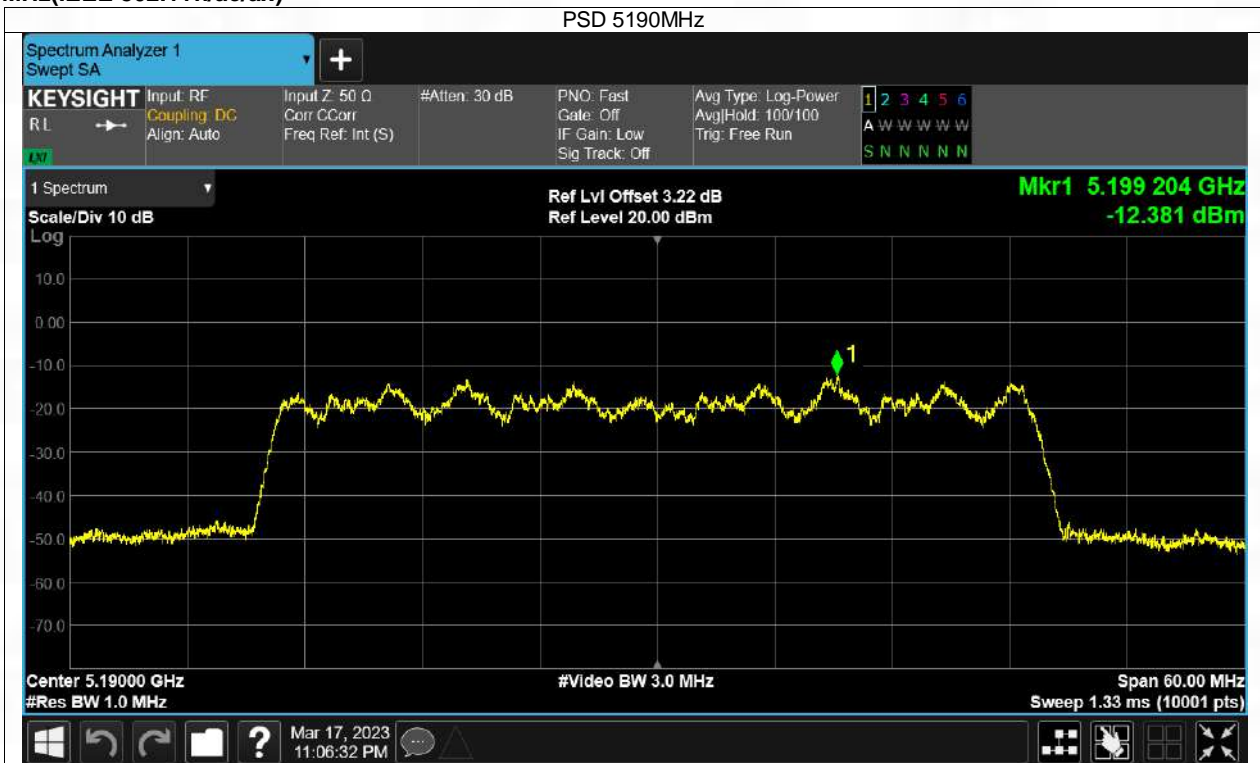 PSD 5190MHz
Spectrum Analyzer 1
Swept SA
KEYSIGHT
RL
LXI
Input: RF
Coupling: DC
Align: Auto
Input Z: 50 Ω
Corr CCorr
Freq Ref: Int (S)
#Atten: 30 dB
PNO: Fast
Gate: Off
IF Gain: Low
Sig Track: Off
Avg Type: Log-Power
Avg|Hold: 100/100
Trig: Free Run
1 2 3 4 5 6
A W W W W W
S N N N N N
1 Spectrum
Scale/Div 10 dB
Log
Ref Lvl Offset 3.22 dB
Ref Level 20.00 dBm
Mkr1 5.199 204 GHz
-12.381 dBm
10.0
0.00
-10.0
-20.0
-30.0
-40.0
-50.0
-60.0
-70.0
1
Center 5.19000 GHz
#Res BW 1.0 MHz
#Video BW 3.0 MHz
Span 60.00 MHz
Sweep 1.33 ms (10001 pts)
?
Mar 17, 2023
11:06:32 PM